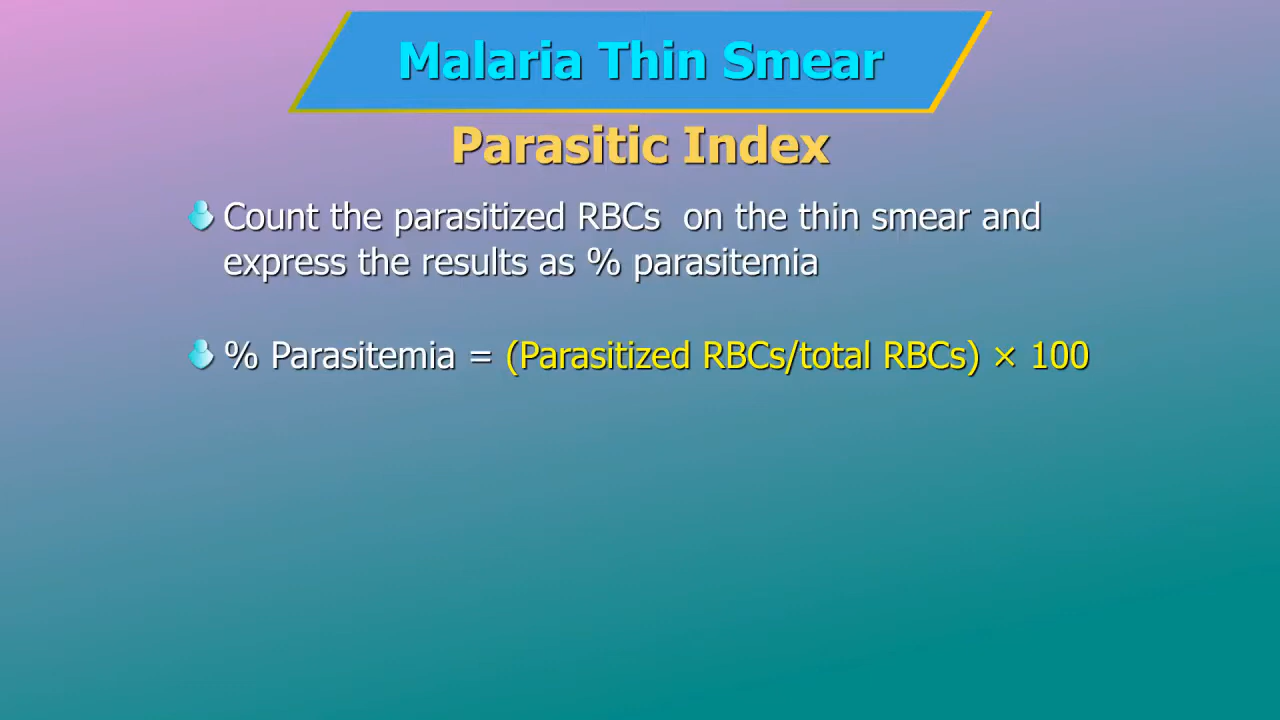 Malaria Thin Smear
Parasitic Index
Count the parasitized RBCs  on the thin smear and
express the results as % parasitemia
% Parasitemia = (Parasitized RBCs/total RBCs) × 100